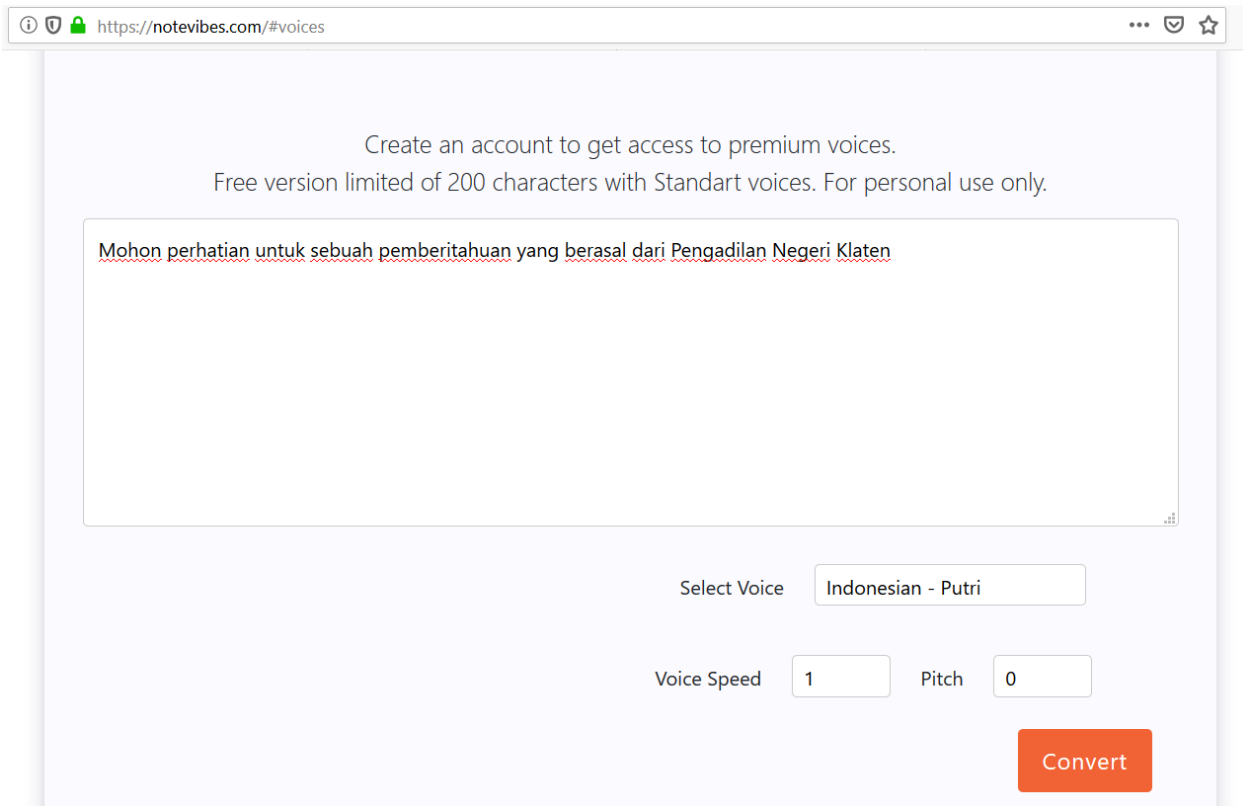 https://notevibes.com/#voices
Create an account to get access to premium voices.
Free version limited of 200 characters with Standart voices. For personal use only.
Mohon perhatian untuk sebuah pemberitahuan yang berasal dari Pengadilan Negeri Klaten
Select Voice Indonesian - Putri
Voice Speed 1 Pitch 0
Convert